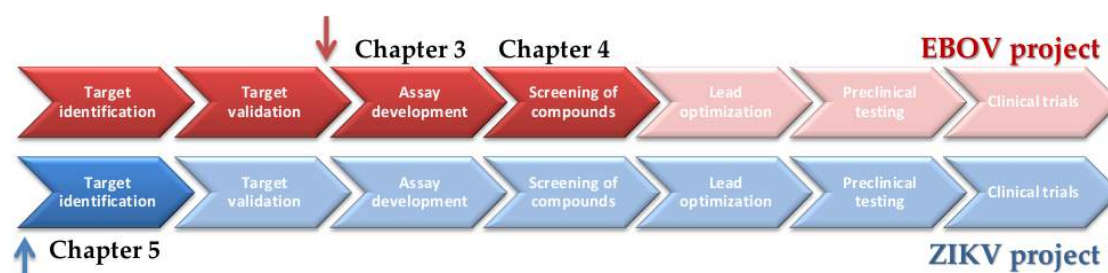 Chapter 3 Chapter 4 EBOV project
Target identification Target validation Assay development Screening of compounds Lead optimization Preclinical testing Clinical trials
Target identification Target validation Assay development Screening of compounds Lead optimization Preclinical testing Clinical trials
Chapter 5 ZIKV project